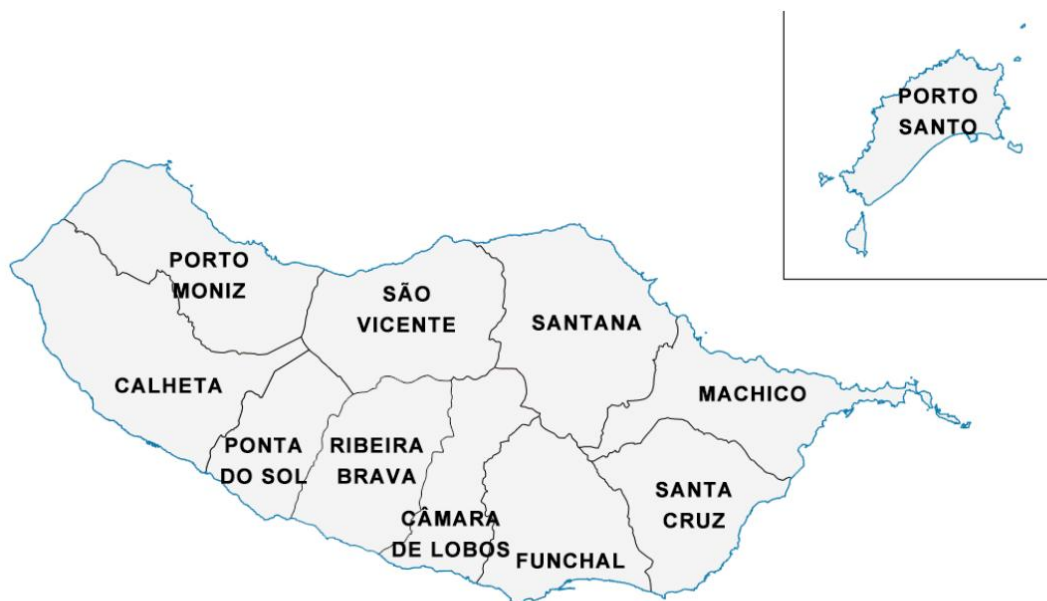 PORTO
SANTO
PORTO
MONIZ
SÃO
VICENTE
SANTANA
CALHETA
MACHICO
PONTA
DO SOL
RIBEIRA
BRAVA
SANTA
CRUZ
CÂMARA
DE LOBOS
FUNCHAL